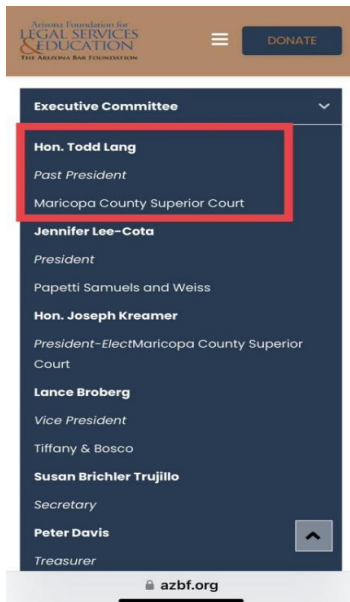 Arizona Foundation for
LEGAL SERVICES
& EDUCATION
THE ARIZONA BAR FOUNDATION
DONATE
Executive Committee
Hon. Todd Lang
Past President
Maricopa County Superior Court
Jennifer Lee-Cota
President
Papetti Samuels and Weiss
Hon. Joseph Kreamer
President-ElectMaricopa County Superior
Court
Lance Broberg
Vice President
Tiffany & Bosco
Susan Brichler Trujillo
Secretary
Peter Davis
Treasurer
azbf.org